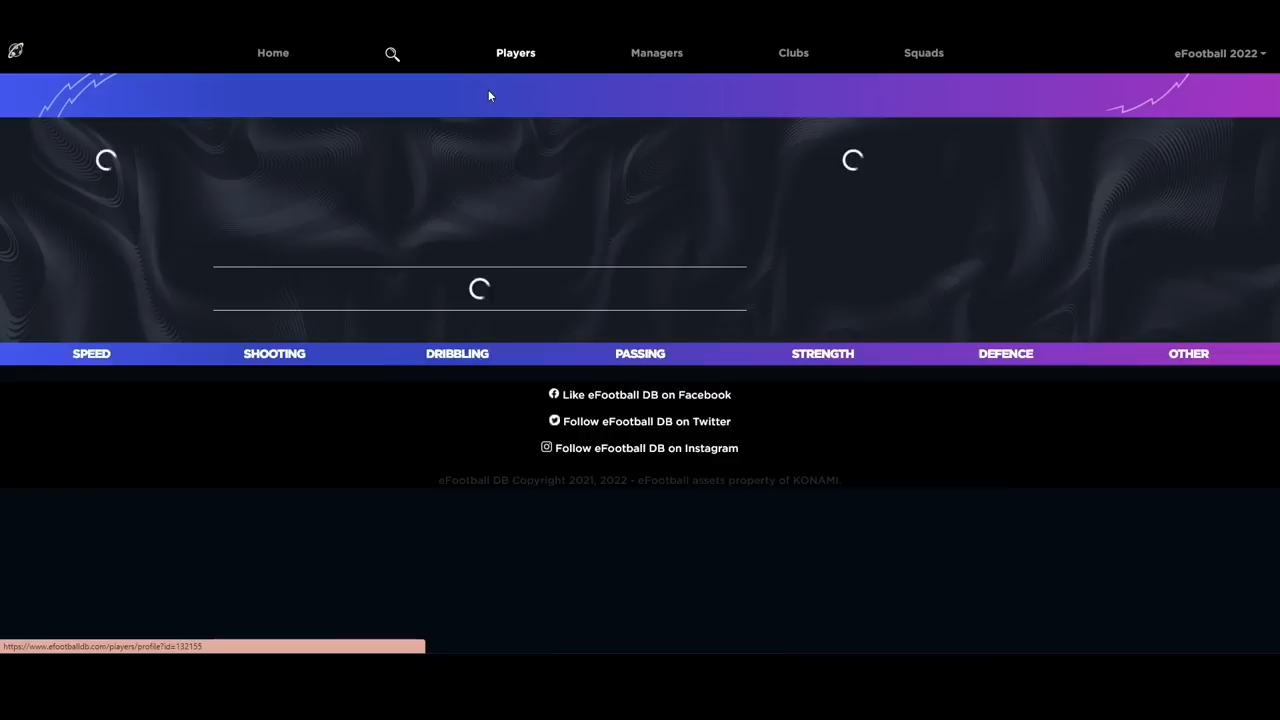 Home Players Managers Clubs Squads eFootball 2022
SPEED SHOOTING DRIBBLING PASSING STRENGTH DEFENCE OTHER
Like eFootball DB on Facebook
Follow eFootball DB on Twitter
Follow eFootball DB on Instagram
eFootball DB Copyright 2021, 2022 - eFootball assets property of KONAMI.
https://www.efootballdb.com/players/profile?id=132155